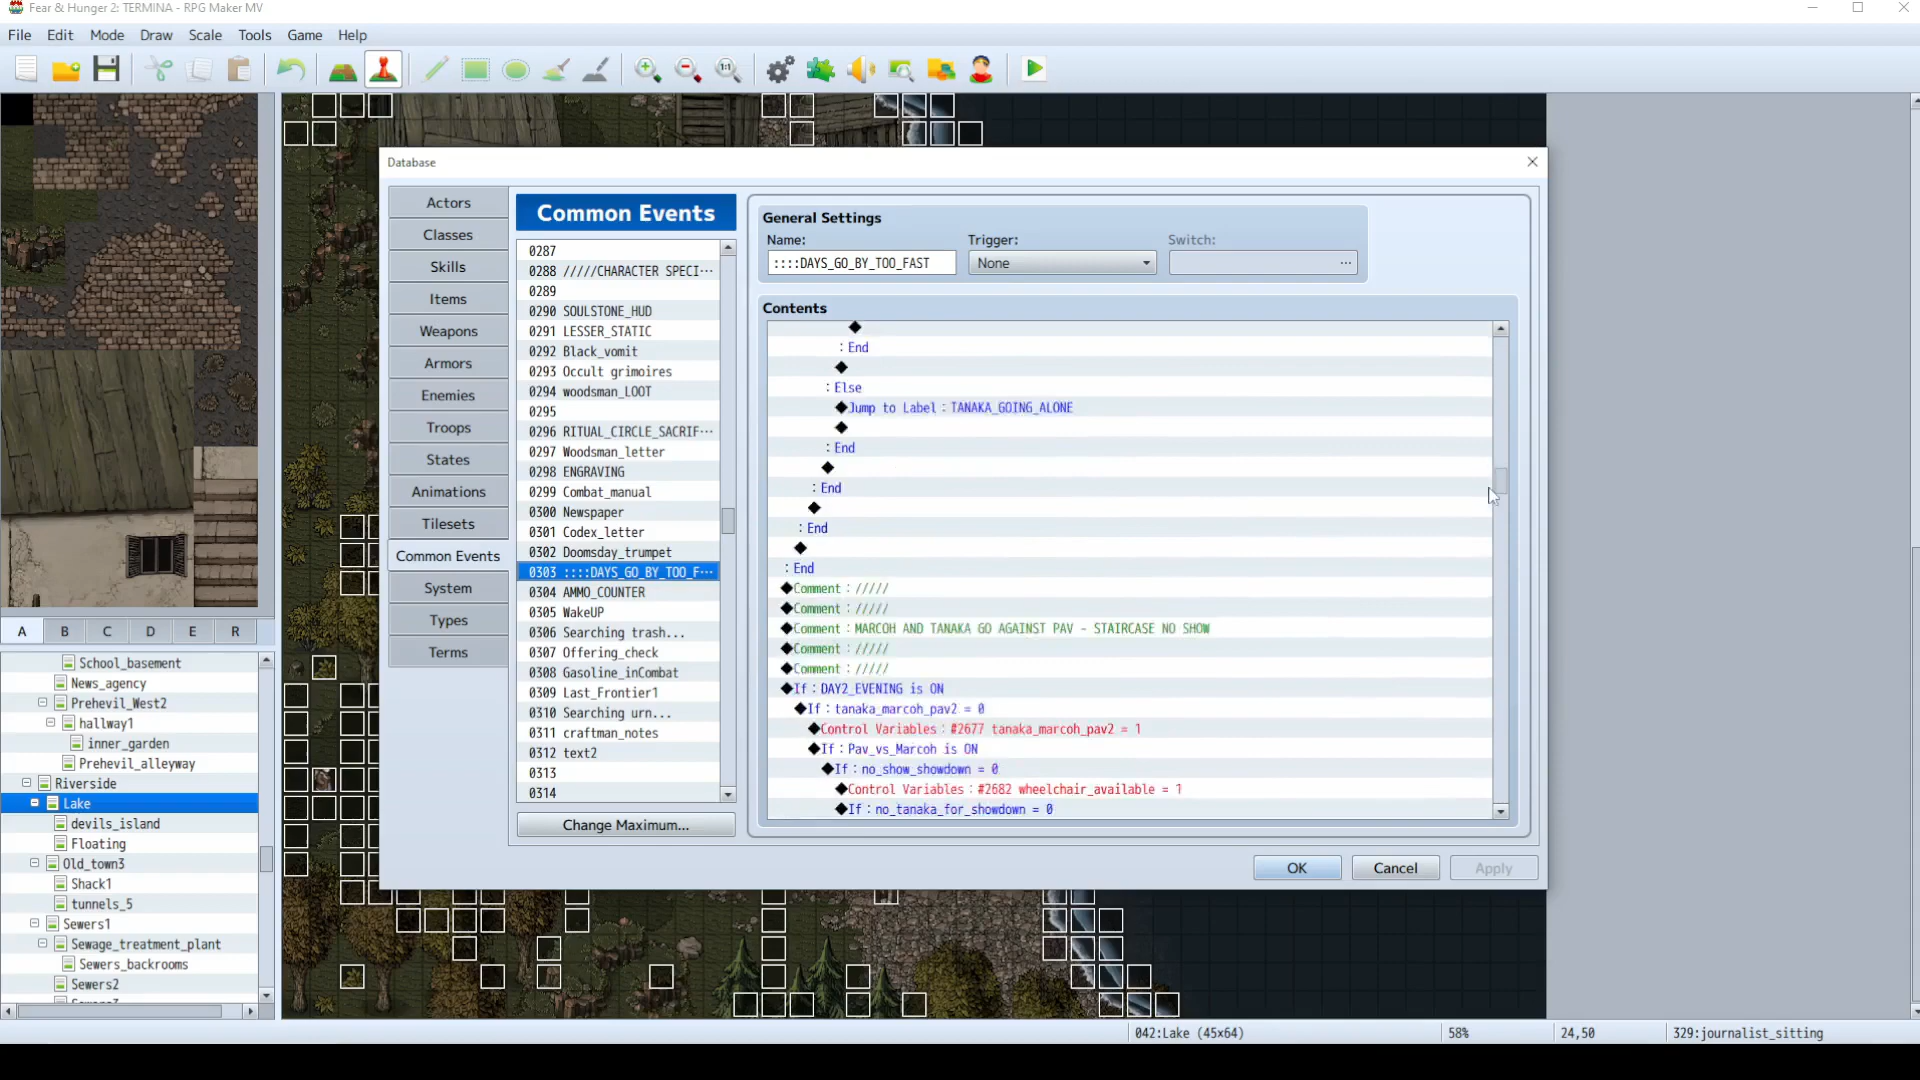 Fear & Hunger 2: TERMINA - RPG Maker MV
File Edit Mode Draw Scale Tools Game Help
1:1
Database
Actors
Classes
Skills
Items
Weapons
Armors
Enemies
Troops
States
Animations
Tilesets
Common Events
System
Types
Terms
Common Events
0287
0288 /////CHARACTER SPECI···
0289
0290 SOULSTONE_HUD
0291 LESSER_STATIC
0292 Black_vomit
0293 Occult grimoires
0294 woodsman_LOOT
0295
0296 RITUAL_CIRCLE_SACRIF···
0297 Woodsman_letter
0298 ENGRAVING
0299 Combat_manual
0300 Newspaper
0301 Codex_letter
0302 Doomsday_trumpet
0303 ::::DAYS_GO_BY_TOO_F···
0304 AMMO_COUNTER
0305 WakeUP
0306 Searching trash...
0307 Offering_check
0308 Gasoline_inCombat
0309 Last_Frontier1
0310 Searching urn...
0311 craftman_notes
0312 text2
0313
0314
Change Maximum...
General Settings
Name:
::::DAYS_GO_BY_TOO_FAST
Trigger:
None
Switch:
...
Contents
◆
: End
◆
: Else
◆Jump to Label : TANAKA_GOING_ALONE
◆
: End
◆
: End
◆
: End
◆
: End
◆Comment : /////
◆Comment : /////
◆Comment : MARCOH AND TANAKA GO AGAINST PAV - STAIRCASE NO SHOW
◆Comment : /////
◆Comment : /////
◆If : DAY2_EVENING is ON
◆If : tanaka_marcoh_pav2 = 0
◆Control Variables : #2677 tanaka_marcoh_pav2 = 1
◆If : Pav_vs_Marcoh is ON
◆If : no_show_showdown = 0
◆Control Variables : #2682 wheelchair_available = 1
◆If : no_tanaka_for_showdown = 0
OK
Cancel
Apply
A B C D E R
School_basement
News_agency
Prehevil_West2
hallway1
inner_garden
Prehevil_alleyway
Riverside
Lake
devils_island
Floating
Old_town3
Shack1
tunnels_5
Sewers1
Sewage_treatment_plant
Sewers_backrooms
Sewers2
042:Lake (45x64)
58%
24,50
329:journalist_sitting